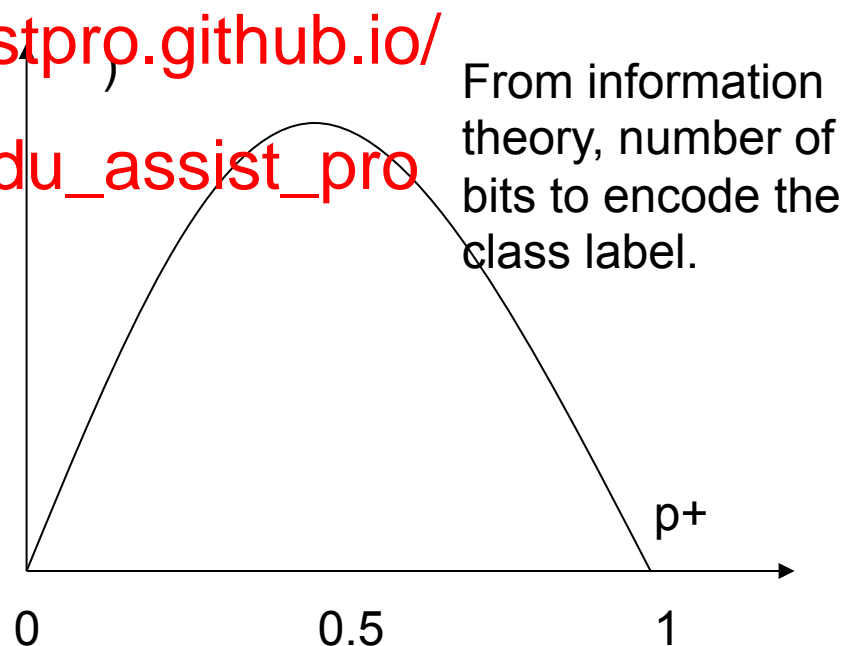 stpro.github.io/
)
du_assist_pro
From information
theory, number of
bits to encode the
class label.
p+
0 0.5 1